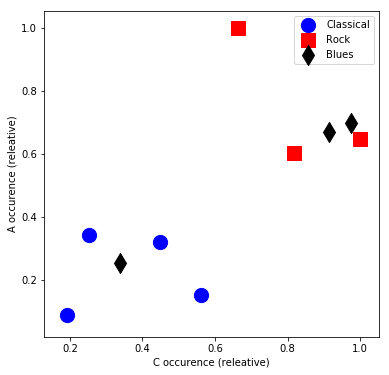 Classical
Rock
Blues
1.0
0.8
0.6
0.4
0.2
A occurence (releative)
0.2
0.4
0.6
0.8
1.0
C occurence (releative)